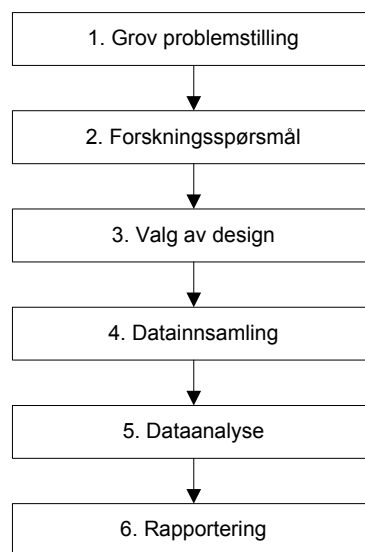 1. Grov problemstilling
2. Forskningsspørsmål
3. Valg av design
4. Datainnsamling
5. Dataanalyse
6. Rapportering